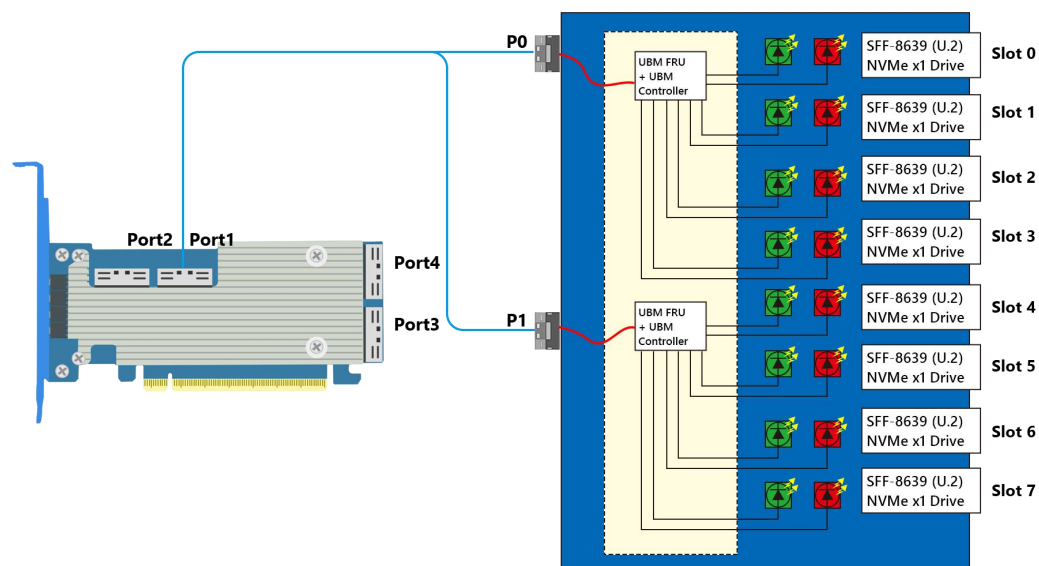 P0
UBM FRU
+ UBM
Controller
SFF-8639 (U.2)
NVMe x1 Drive
Slot 0
SFF-8639 (U.2)
NVMe x1 Drive
Slot 1
SFF-8639 (U.2)
NVMe x1 Drive
Slot 2
SFF-8639 (U.2)
NVMe x1 Drive
Slot 3
Port2 Port1
Port4
Port3
P1
UBM FRU
+ UBM
Controller
SFF-8639 (U.2)
NVMe x1 Drive
Slot 4
SFF-8639 (U.2)
NVMe x1 Drive
Slot 5
SFF-8639 (U.2)
NVMe x1 Drive
Slot 6
SFF-8639 (U.2)
NVMe x1 Drive
Slot 7